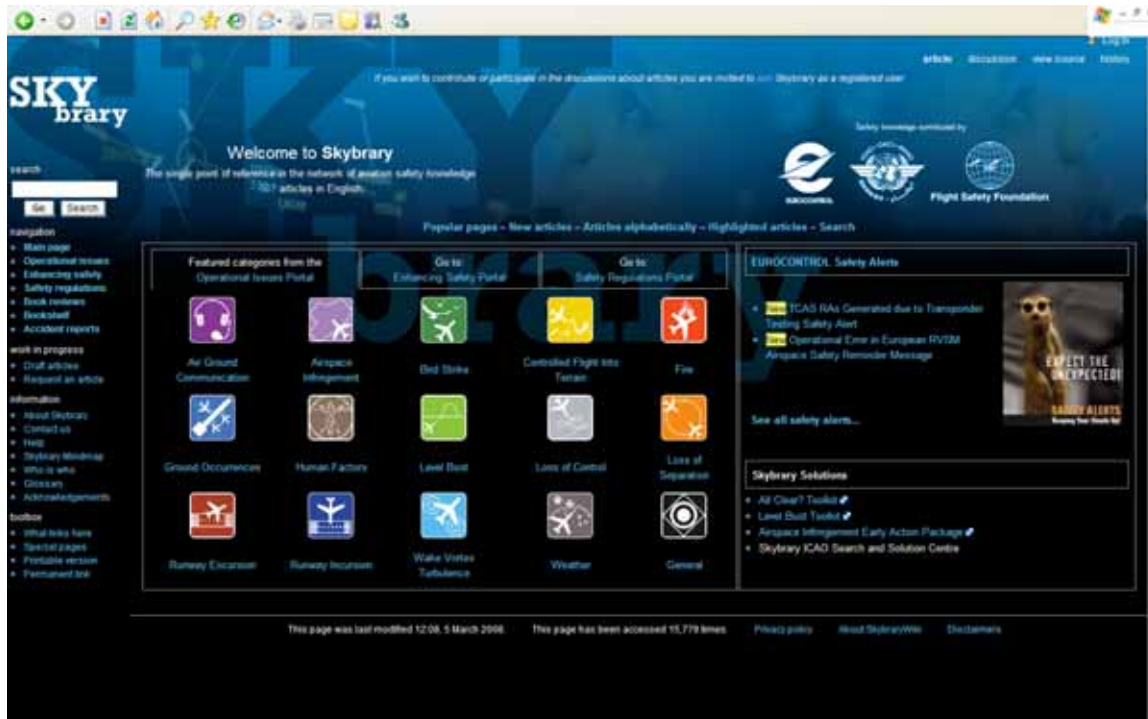 Log in
article discussion view source history
If you wish to contribute or participate in the discussions about articles you are invited to join Skybrary as a registered user
SKY
brary
Safety knowledge contributed by
Welcome to Skybrary
The single point of reference in the network of aviation safety knowledge
articles in English
EUROCONTROL
Flight Safety Foundation
search
Go Search
Popular pages - New articles - Articles alphabetically - Highlighted articles - Search
navigation
Main page
Operational issues
Enhancing safety
Safety regulations
Book reviews
Bookshelf
Accident reports
work in progress
Draft articles
Request an article
information
About Skybrary
Contact us
Help
Skybrary Mindmap
Who is who
Glossary
Acknowledgements
toolbox
What links here
Special pages
Printable version
Permanent link
Featured categories from the
Operational Issues Portal
Go to:
Enhancing Safety Portal
Go to:
Safety Regulations Portal
Air Ground
Communication
Airspace
Infringement
Bird Strike
Controlled Flight Into
Terrain
Fire
Ground Occurrences
Human Factors
Level Bust
Loss of Control
Loss of
Separation
Runway Excursion
Runway Incursion
Wake Vortex
Turbulence
Weather
General
EUROCONTROL Safety Alerts
New TCAS RAs Generated due to Transponder
Testing Safety Alert
New Operational Error in European RVSM
Airspace Safety Reminder Message
EXPECT THE
UNEXPECTED!
SAFETY ALERTS
See all safety alerts...
Skybrary Solutions
All Clear? Toolkit
Level Bust Toolkit
Airspace Infringement Early Action Package
Skybrary ICAO Search and Solution Centre
This page was last modified 12:08, 5 March 2008. This page has been accessed 15,779 times. Privacy policy About SkybraryWiki Disclaimers